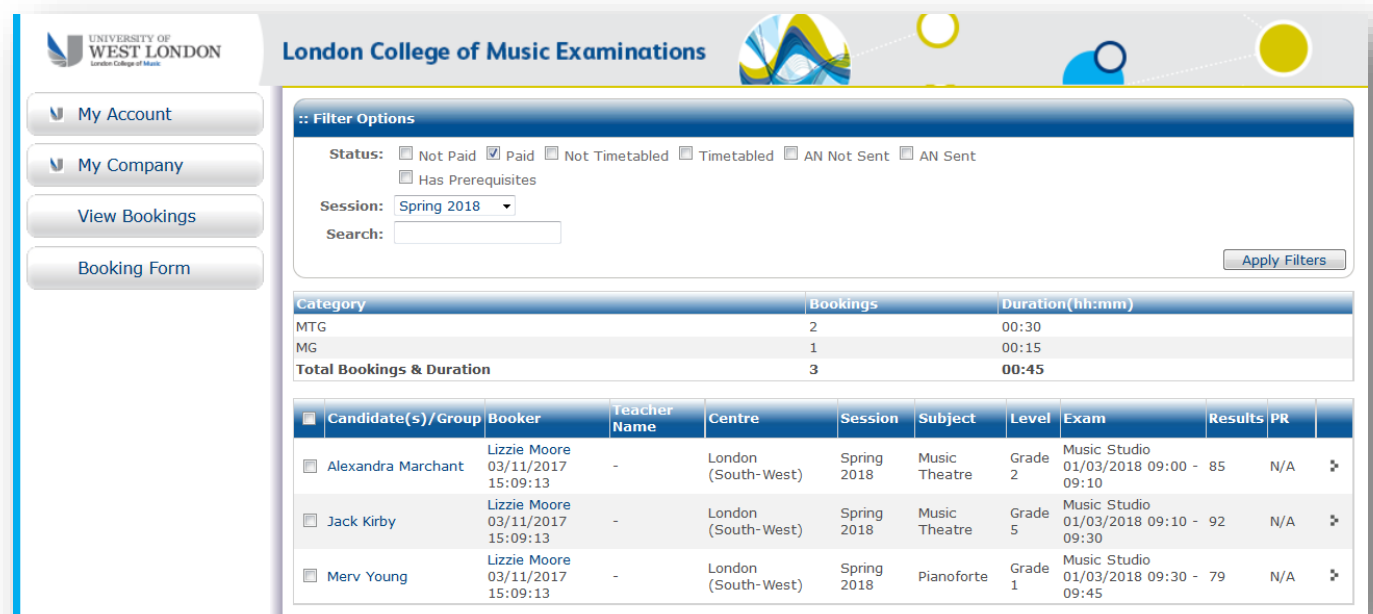 UNIVERSITY OF
WEST LONDON
London College of Music
London College of Music Examinations
My Account
My Company
View Bookings
Booking Form
:: Filter Options
Status: Not Paid Paid Not Timetabled Timetabled AN Not Sent AN Sent
Has Prerequisites
Session: Spring 2018
Search:
Apply Filters
Category Bookings Duration(hh:mm)
MTG 2 00:30
MG 1 00:15
Total Bookings & Duration 3 00:45
Candidate(s)/Group Booker Teacher Name Centre Session Subject Level Exam Results PR
Alexandra Marchant Lizzie Moore 03/11/2017 15:09:13 - London (South-West) Spring 2018 Music Theatre Grade 2 Music Studio 01/03/2018 09:00 - 09:10 85 N/A
Jack Kirby Lizzie Moore 03/11/2017 15:09:13 - London (South-West) Spring 2018 Music Theatre Grade 5 Music Studio 01/03/2018 09:10 - 09:30 92 N/A
Merv Young Lizzie Moore 03/11/2017 15:09:13 - London (South-West) Spring 2018 Pianoforte Grade 1 Music Studio 01/03/2018 09:30 - 09:45 79 N/A